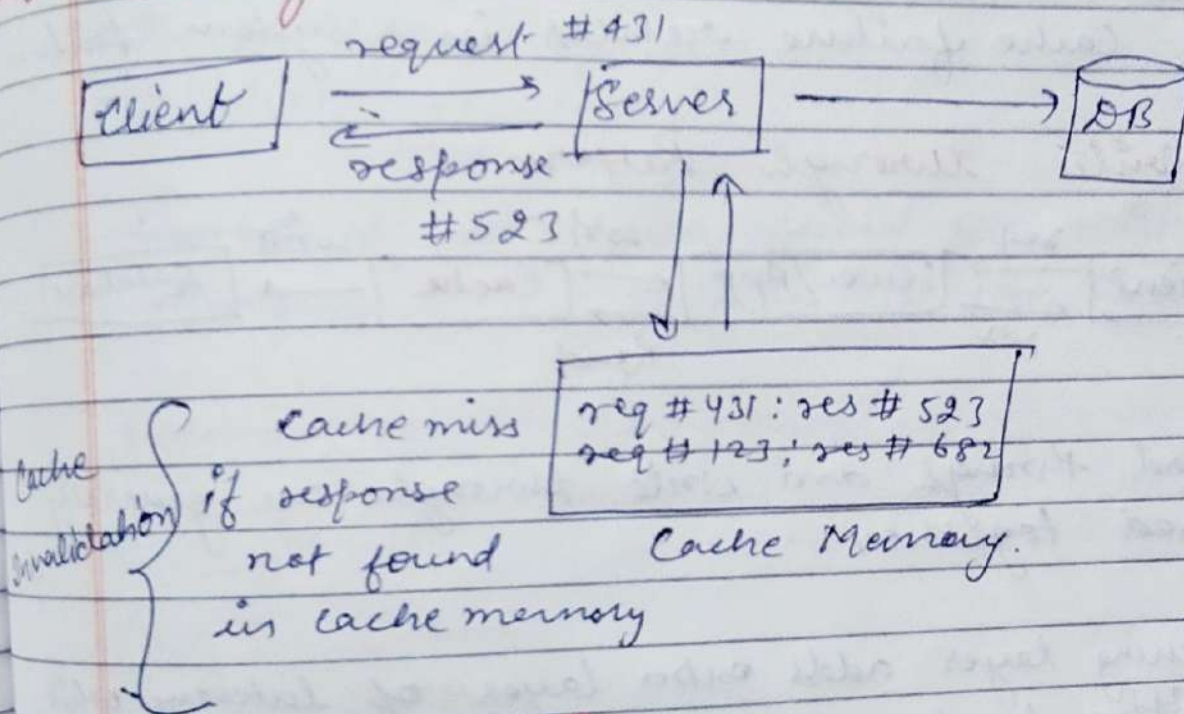 request #431
Client
Server
DB
response
#523
Cache miss
if response
not found
in cache memory
Cache
invalidation
req #431 : res #523
req #123 : res #682
Cache Memory.